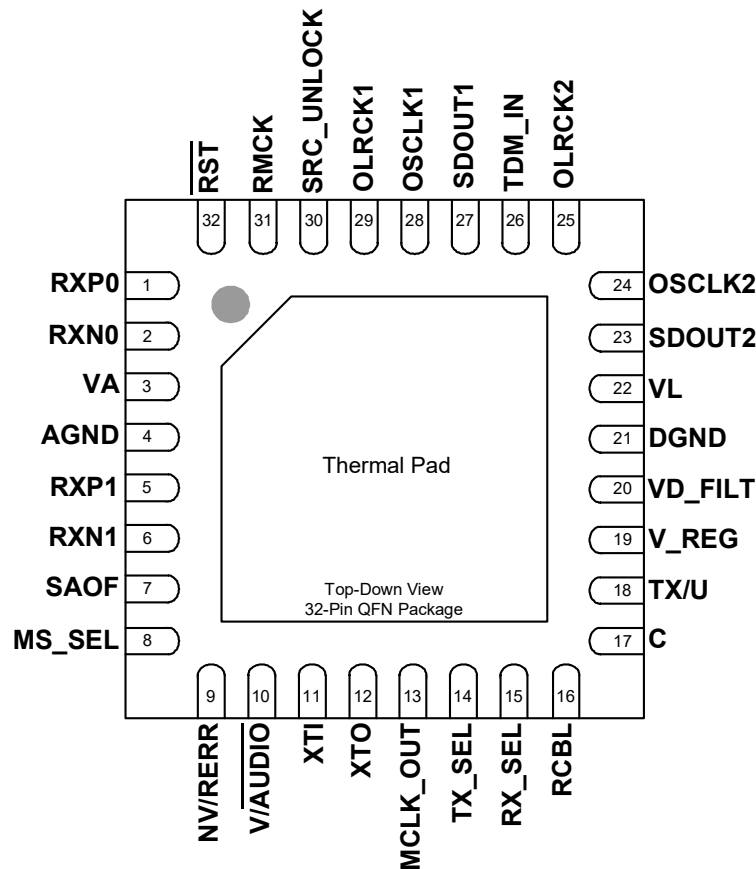 RST
RMCK
SRC_UNLOCK
OLRCK1
OSCLK1
SDOUT1
TDM_IN
OLRCK2
32
31
30
29
28
27
26
25
RXP0 1
RXN0 2
VA 3
AGND 4
RXP1 5
RXN1 6
SAOF 7
MS_SEL 8
24 OSCLK2
23 SDOUT2
22 VL
21 DGND
20 VD_FILT
19 V_REG
18 TX/U
17 C
Thermal Pad
Top-Down View
32-Pin QFN Package
9
10
11
12
13
14
15
16
NV/RERR
V/AUDIO
XTI
XTO
MCLK_OUT
TX_SEL
RX_SEL
RCBL